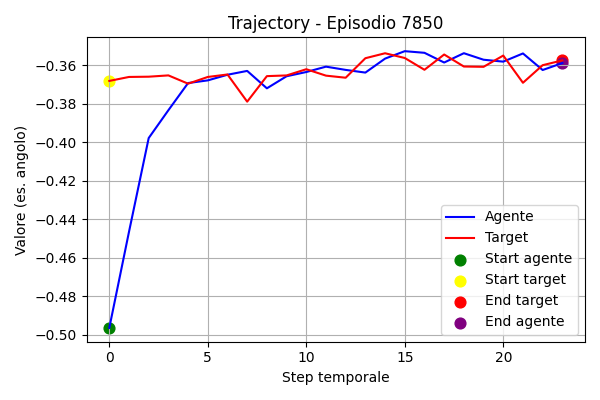 Trajectory - Episodio 7850
Valore (es. angolo)
−0.36
−0.38
−0.40
−0.42
−0.44
−0.46
−0.48
−0.50
0
5
10
15
20
Step temporale
Agente
Target
Start agente
Start target
End target
End agente